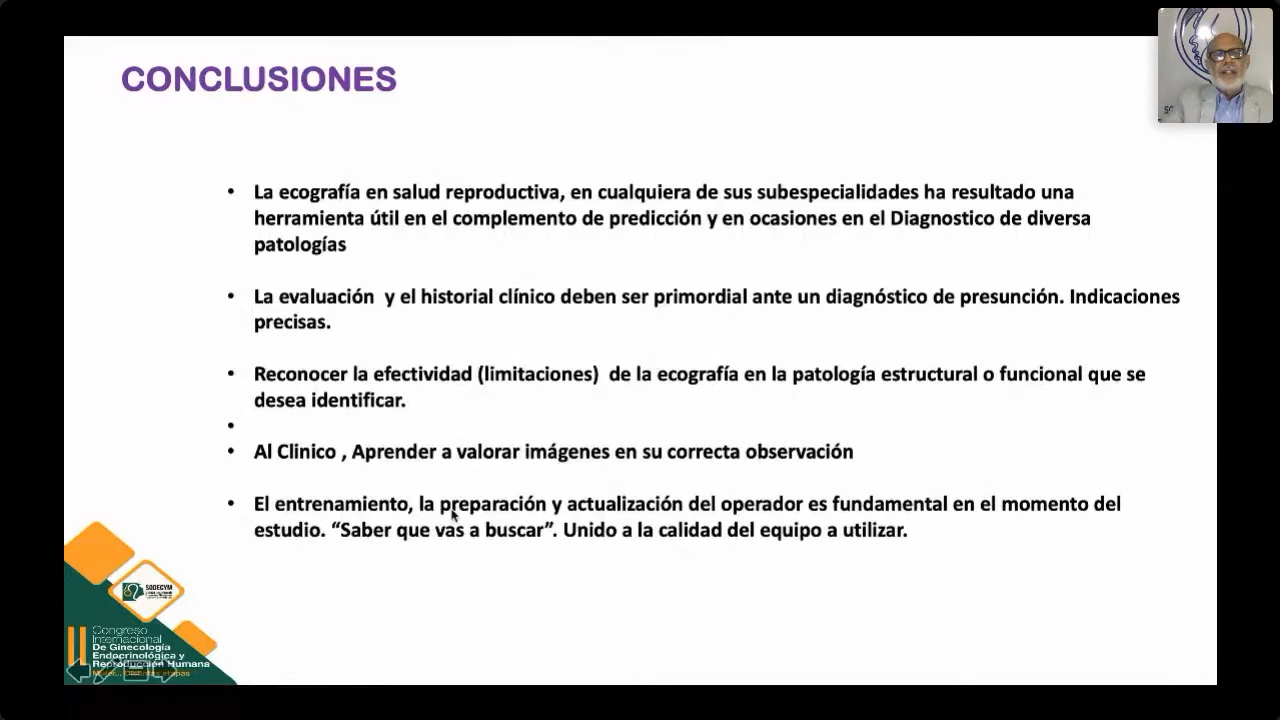 CONCLUSIONES
• La ecografía en salud reproductiva, en cualquiera de sus subespecialidades ha resultado una
herramienta útil en el complemento de predicción y en ocasiones en el Diagnostico de diversa
patologías
• La evaluación y el historial clínico deben ser primordial ante un diagnóstico de presunción. Indicaciones
precisas.
• Reconocer la efectividad (limitaciones) de la ecografía en la patología estructural o funcional que se
desea identificar.
•
• Al Clinico , Aprender a valorar imágenes en su correcta observación
• El entrenamiento, la preparación y actualización del operador es fundamental en el momento del
estudio. “Saber que vas a buscar”. Unido a la calidad del equipo a utilizar.
SODEGYM
II Congreso
Internacional
De Ginecología
Endocrinológica y
Reproducción Humana
Mujer... Distintas etapas